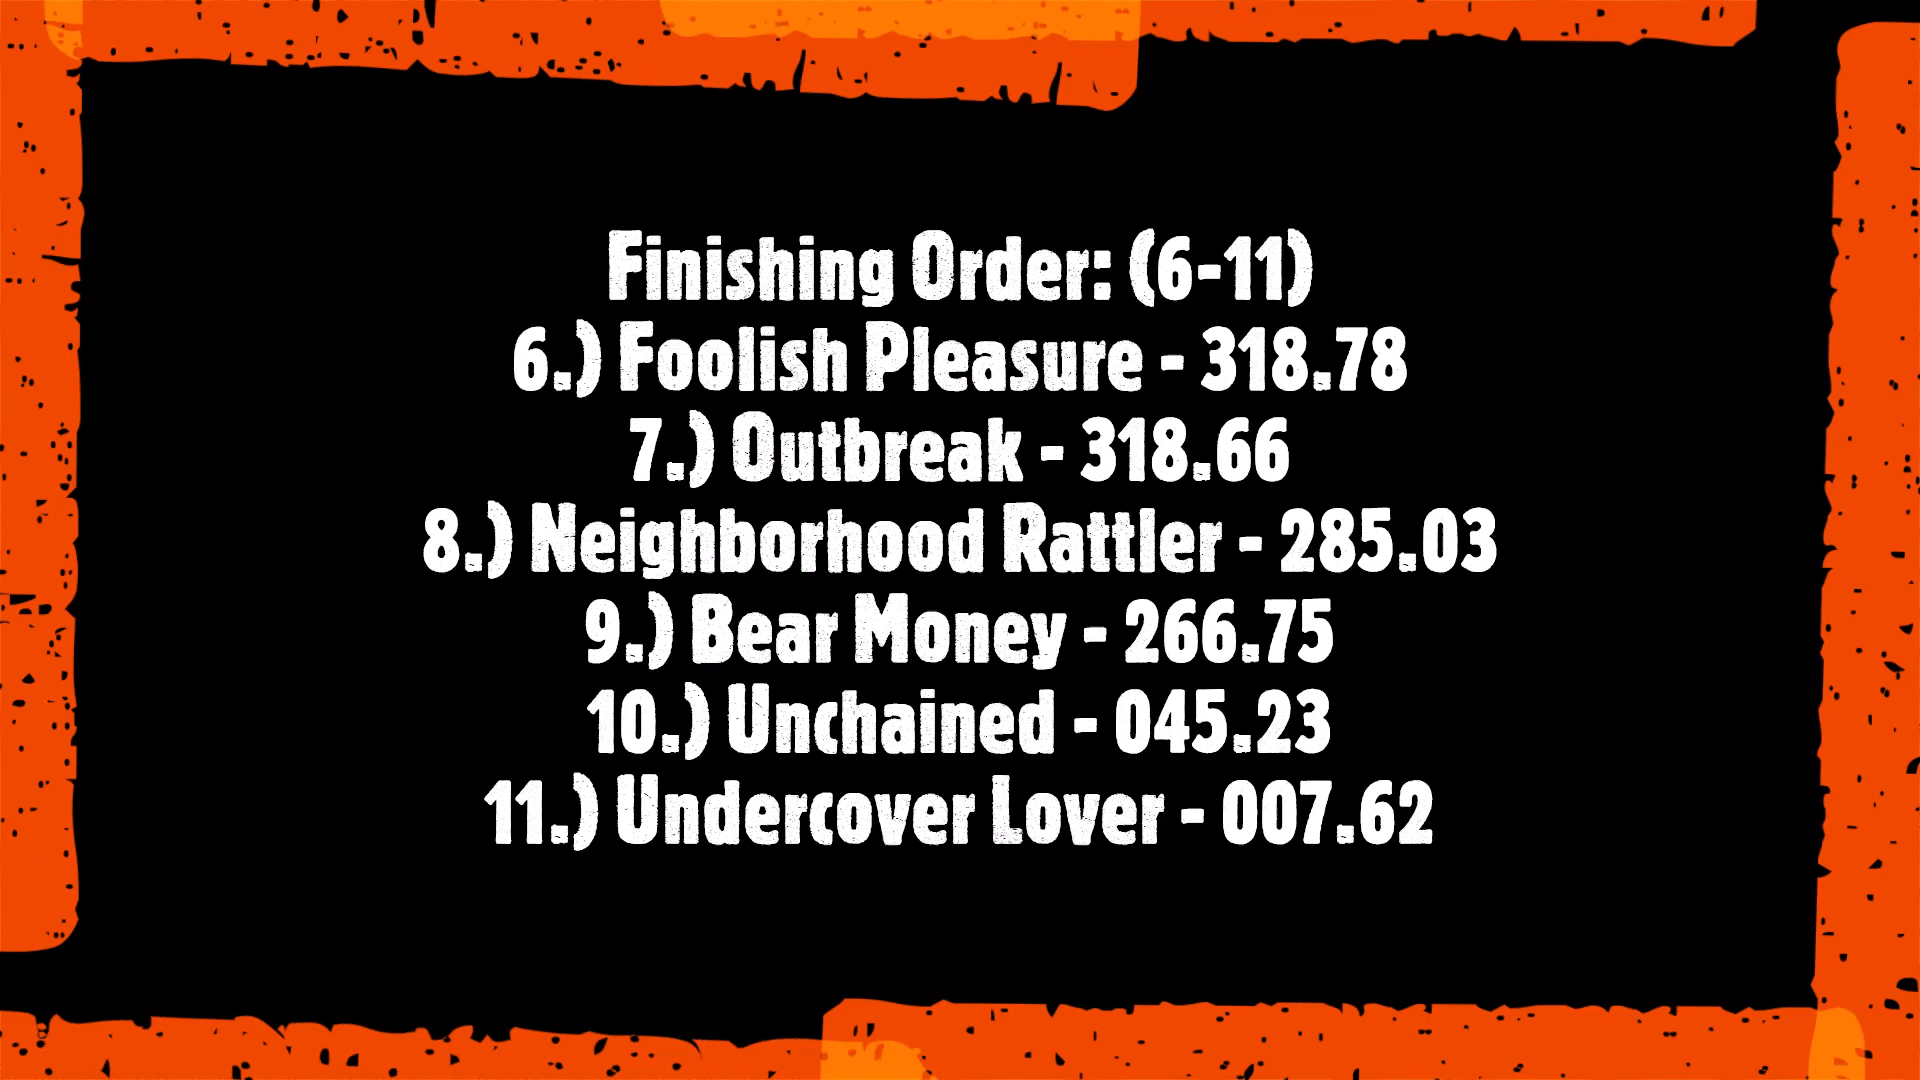 Finishing Order: (6-11)
6.) Foolish Pleasure - 318.78
7.) Outbreak - 318.66
8.) Neighborhood Rattler - 285.03
9.) Bear Money - 266.75
10.) Unchained - 045.23
11.) Undercover Lover - 007.62